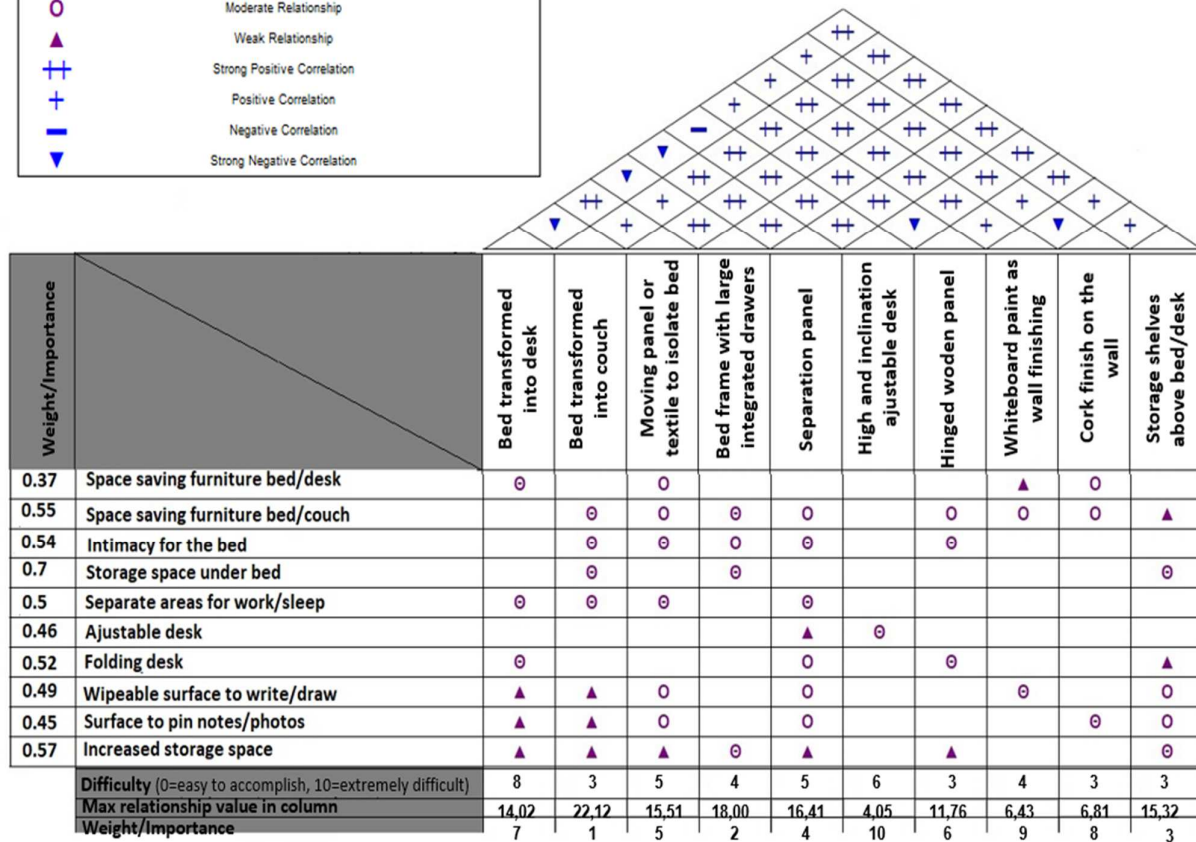 Moderate Relationship
Weak Relationship
Strong Positive Correlation
Positive Correlation
Negative Correlation
Strong Negative Correlation
Weight/Importance
Bed transformed
into desk
Bed transformed
into couch
Moving panel or
textile to isolate bed
Bed frame with large
integrated drawers
Separation panel
High and inclination
ajustable desk
Hinged woden panel
Whiteboard paint as
wall finishing
Cork finish on the
wall
Storage shelves
above bed/desk
0.37 Space saving furniture bed/desk
0.55 Space saving furniture bed/couch
0.54 Intimacy for the bed
0.7 Storage space under bed
0.5 Separate areas for work/sleep
0.46 Ajustable desk
0.52 Folding desk
0.49 Wipeable surface to write/draw
0.45 Surface to pin notes/photos
0.57 Increased storage space
Difficulty (0=easy to accomplish, 10=extremely difficult) 8 3 5 4 5 6 3 4 3 3
Max relationship value in column 14,02 22,12 15,51 18,00 16,41 4,05 11,76 6,43 6,81 15,32
Weight/Importance 7 1 5 2 4 10 6 9 8 3